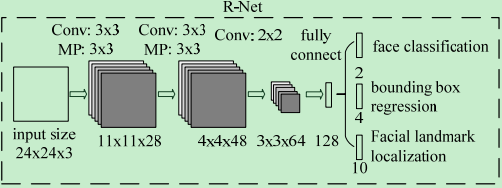 R-Net
Conv: 3x3
MP: 3x3
Conv: 3x3
MP: 3x3
Conv: 2x2
fully
connect
face classification
2
bounding box
regression
4
Facial landmark
localization
10
input size
24x24x3
11x11x28
4x4x48
3x3x64
128